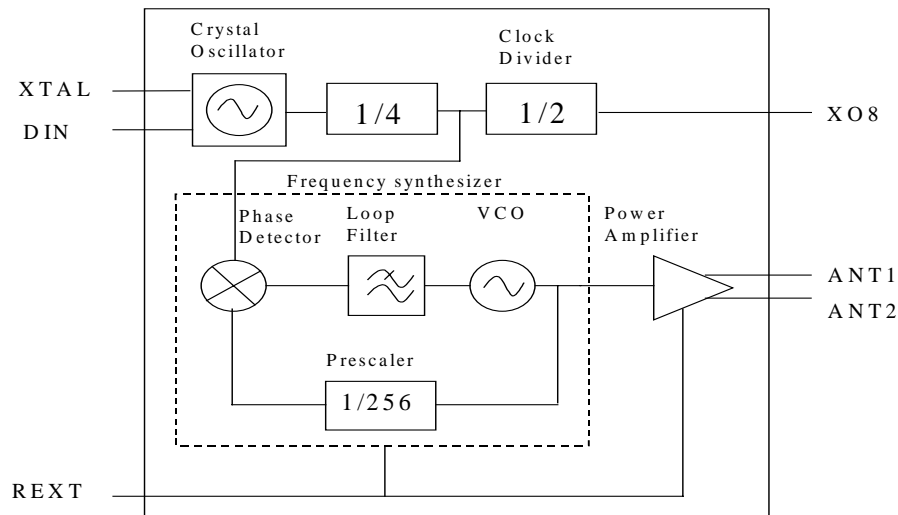 Crystal
Oscillator
Clock
Divider
XTAL
DIN
1/4
1/2
XO8
Frequency synthesizer
Phase
Detector
Loop
Filter
VCO
Power
Amplifier
ANT1
ANT2
Prescaler
1/256
REXT